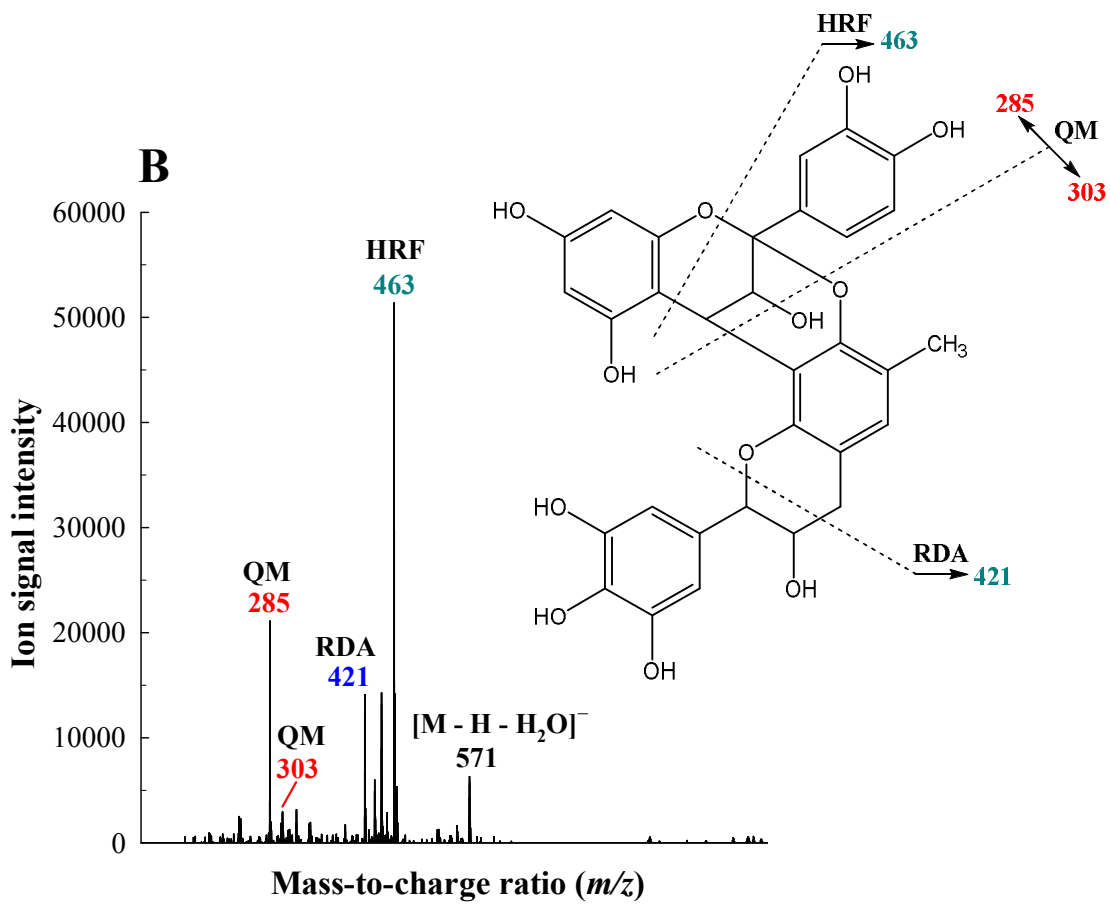 B
HRF
463
285
QM
303
OH
OH
HO
O
O
OH
OH
CH3
O
HO
HO
OH
OH
RDA
421
Ion signal intensity
60000
50000
40000
30000
20000
10000
0
HRF
463
QM
285
RDA
421
QM
303
[M - H - H2O]−
571
Mass-to-charge ratio (m/z)